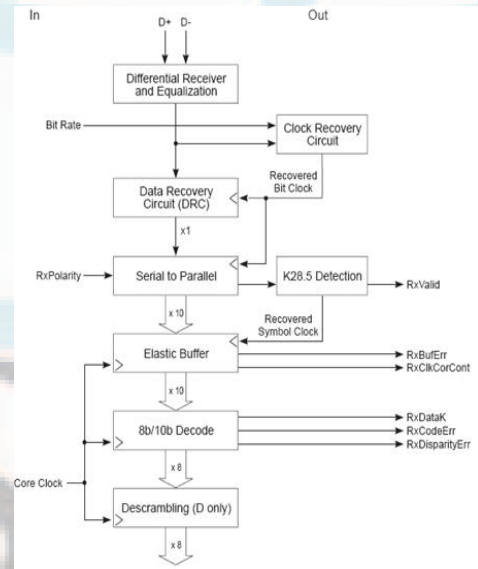 In
Out
D+ D-
Differential Receiver
and Equalization
Bit Rate
Clock Recovery
Circuit
Recovered
Bit Clock
Data Recovery
Circuit (DRC)
x1
RxPolarity
Serial to Parallel
K28.5 Detection
RxValid
x 10
Recovered
Symbol Clock
Elastic Buffer
RxBufErr
RxClkCorCont
x 10
8b/10b Decode
RxDataK
RxCodeErr
RxDisparityErr
x 8
Core Clock
Descrambling (D only)
x 8